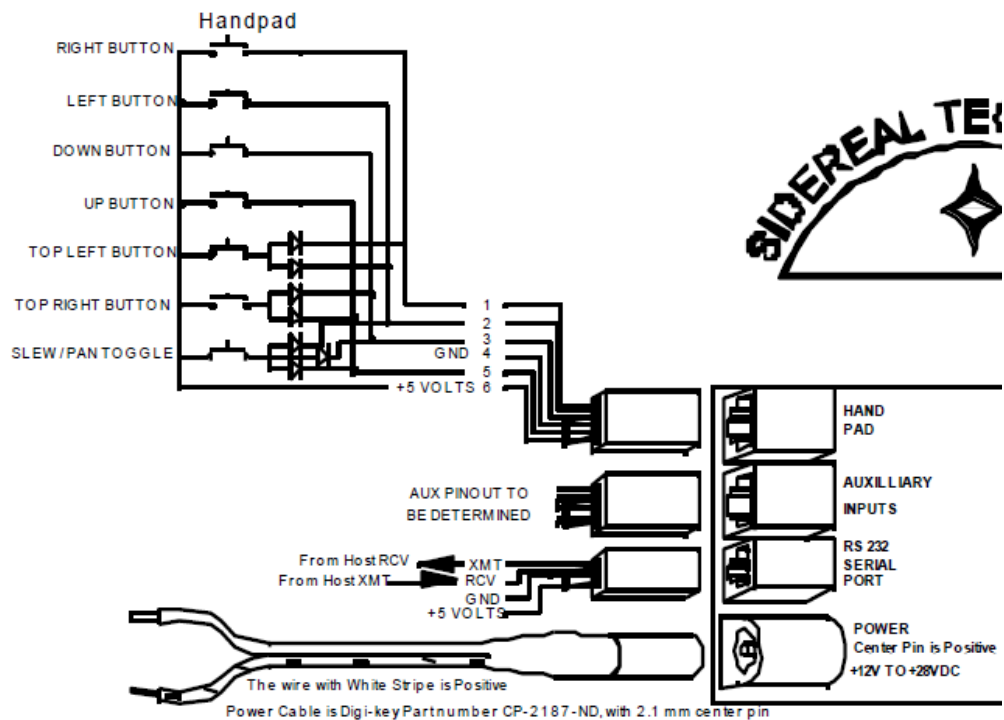 Handpad
RIGHT BUTTON
LEFT BUTTON
DOWN BUTTON
UP BUTTON
TOP LEFT BUTTON
TOP RIGHT BUTTON
SLEW/PAN TOGGLE
1
2
3
GND 4
5
+5 VOLTS 6
SIDEREAL
HAND
PAD
AUX PINOUT TO
BE DETERMINED
AUXILLIARY
INPUTS
From Host RCV XMT
From Host XMT RCV
GND
+5 VOLTS
RS 232
SERIAL
PORT
POWER
Center Pin is Positive
+12V TO +28VDC
The wire with White Stripe is Positive
Power Cable is Digi-key Partnumber CP-2187-ND, with 2.1 mm center pin